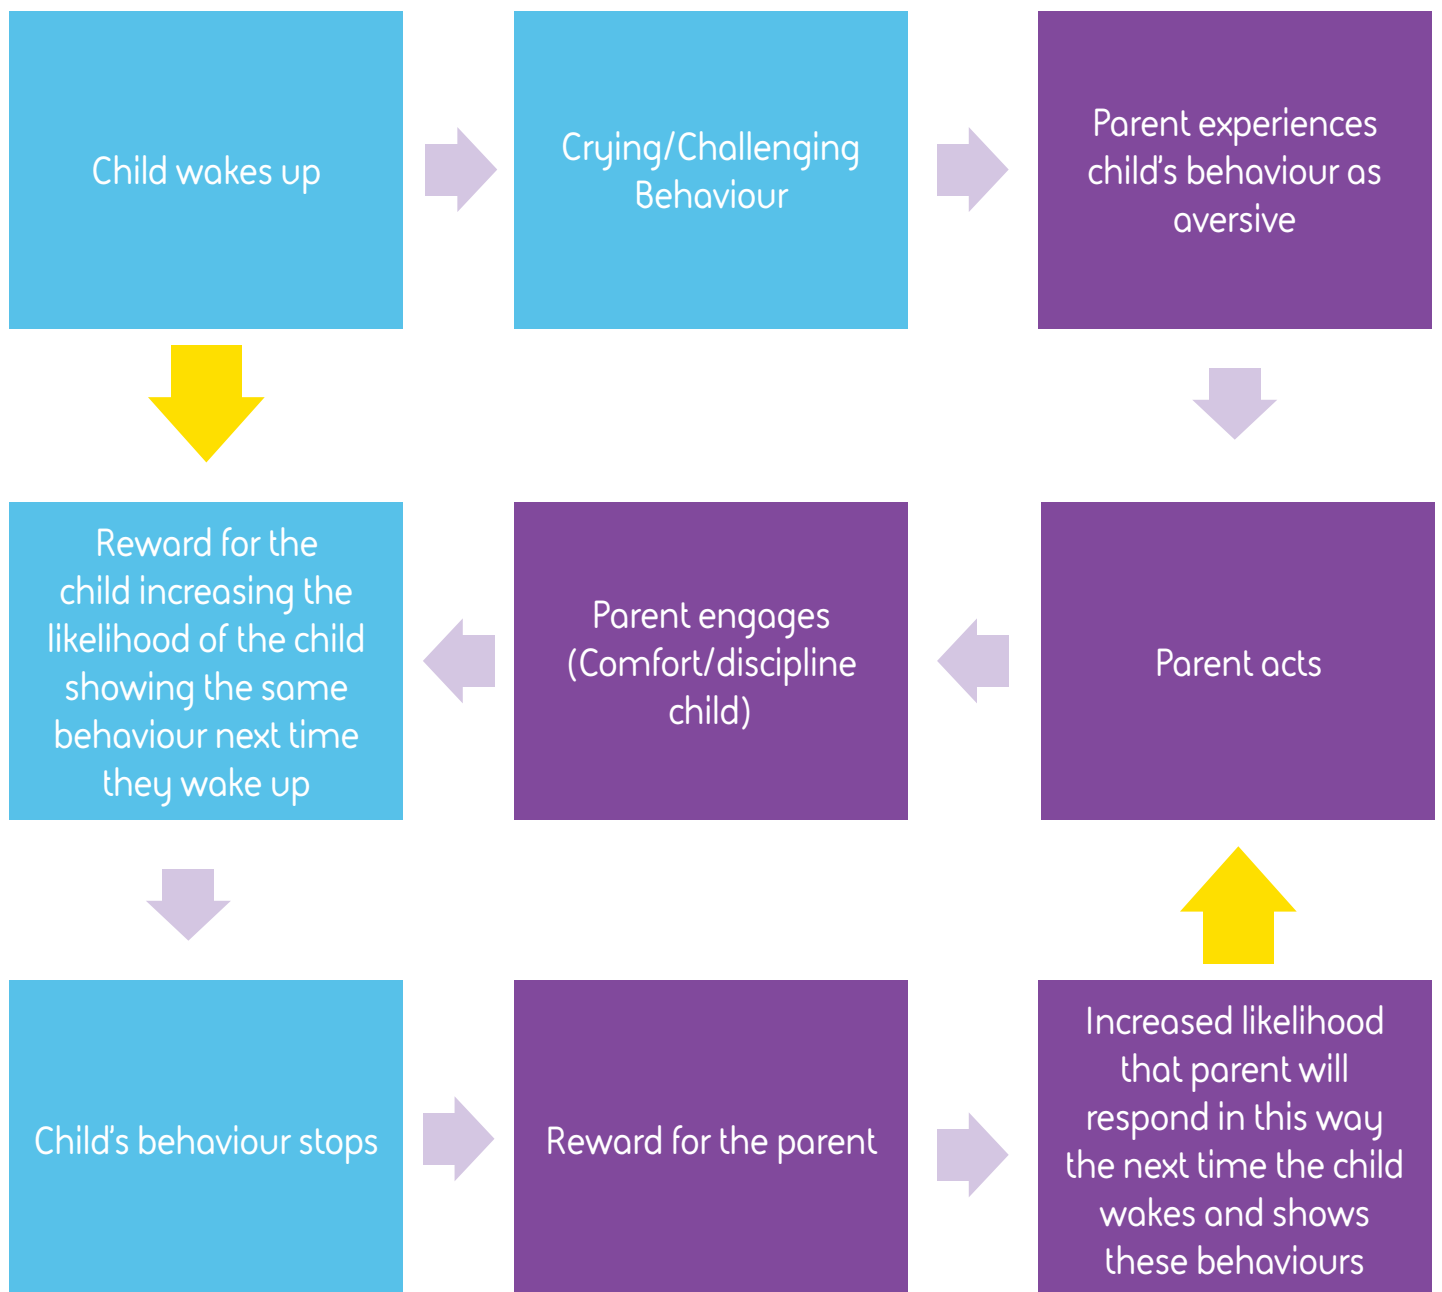 Child wakes up
Crying/Challenging
Behaviour
Parent experiences
child's behaviour as
aversive
Reward for the
child increasing the
likelihood of the child
showing the same
behaviour next time
they wake up
Parent engages
(Comfort/discipline
child)
Parent acts
Child's behaviour stops
Reward for the parent
Increased likelihood
that parent will
respond in this way
the next time the child
wakes and shows
these behaviours